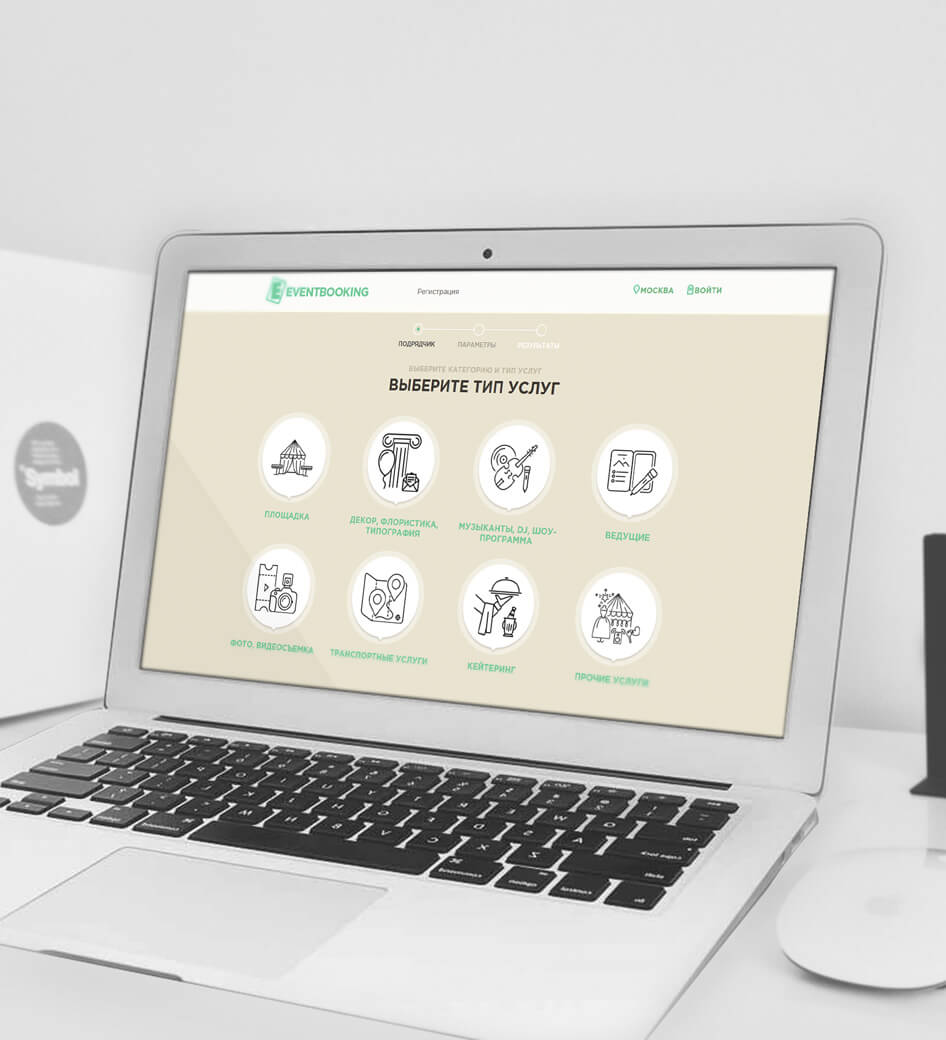 EVENTBOOKING
Регистрация
МОСКВА
ВОЙТИ
ПОДРЯДЧИК
ПАРАМЕТРЫ
РЕЗУЛЬТАТЫ
ВЫБЕРИТЕ КАТЕГОРИЮ И ТИП УСЛУГ
ВЫБЕРИТЕ ТИП УСЛУГ
ПЛОЩАДКА
ДЕКОР, ФЛОРИСТИКА,
ТИПОГРАФИЯ
МУЗЫКАНТЫ, DJ, ШОУ-
ПРОГРАММА
ВЕДУЩИЕ
ФОТО, ВИДЕОСЪЕМКА
ТРАНСПОРТНЫЕ УСЛУГИ
КЕЙТЕРИНГ
ПРОЧИЕ УСЛУГИ
Symbol